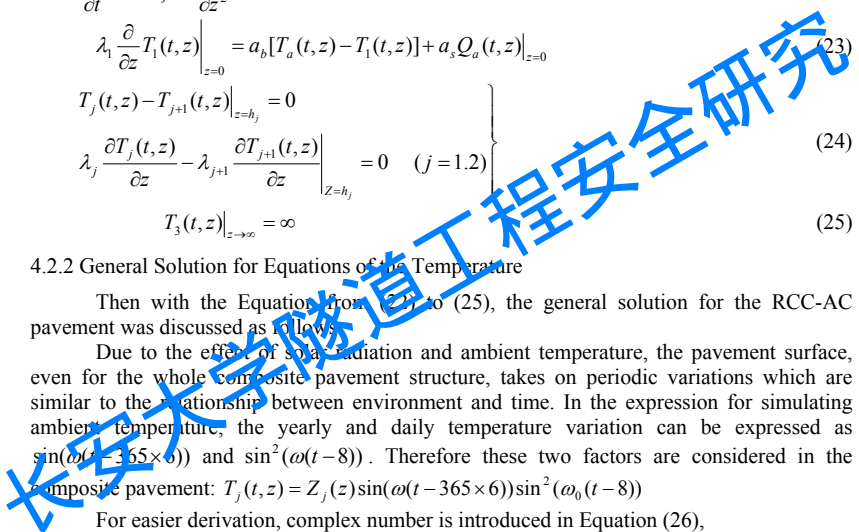 ∂t ∂z²
λ₁ ∂/∂z T₁(t,z)|_{z=0} = a_b[T_a(t,z) − T₁(t,z)] + a_s Q_a(t,z)|_{z=0} (23)
T_j(t,z) − T_{j+1}(t,z)|_{z=h_j} = 0
λ_j ∂T_j(t,z)/∂z − λ_{j+1} ∂T_{j+1}(t,z)/∂z|_{Z=h_j} = 0 (j = 1.2) } (24)
T₃(t,z)|_{z→∞} = ∞ (25)
4.2.2 General Solution for Equations of the Temperature
Then with the Equation from (22) to (25), the general solution for the RCC-AC
pavement was discussed as follows.
Due to the effect of solar radiation and ambient temperature, the pavement surface,
even for the whole composite pavement structure, takes on periodic variations which are
similar to the relationship between environment and time. In the expression for simulating
ambient temperature, the yearly and daily temperature variation can be expressed as
sin(ω(t − 365×6)) and sin²(ω(t − 8)). Therefore these two factors are considered in the
composite pavement: T_j(t,z) = Z_j(z)sin(ω(t − 365×6))sin²(ω₀(t − 8))
For easier derivation, complex number is introduced in Equation (26),
长安大学隧道工程安全研究